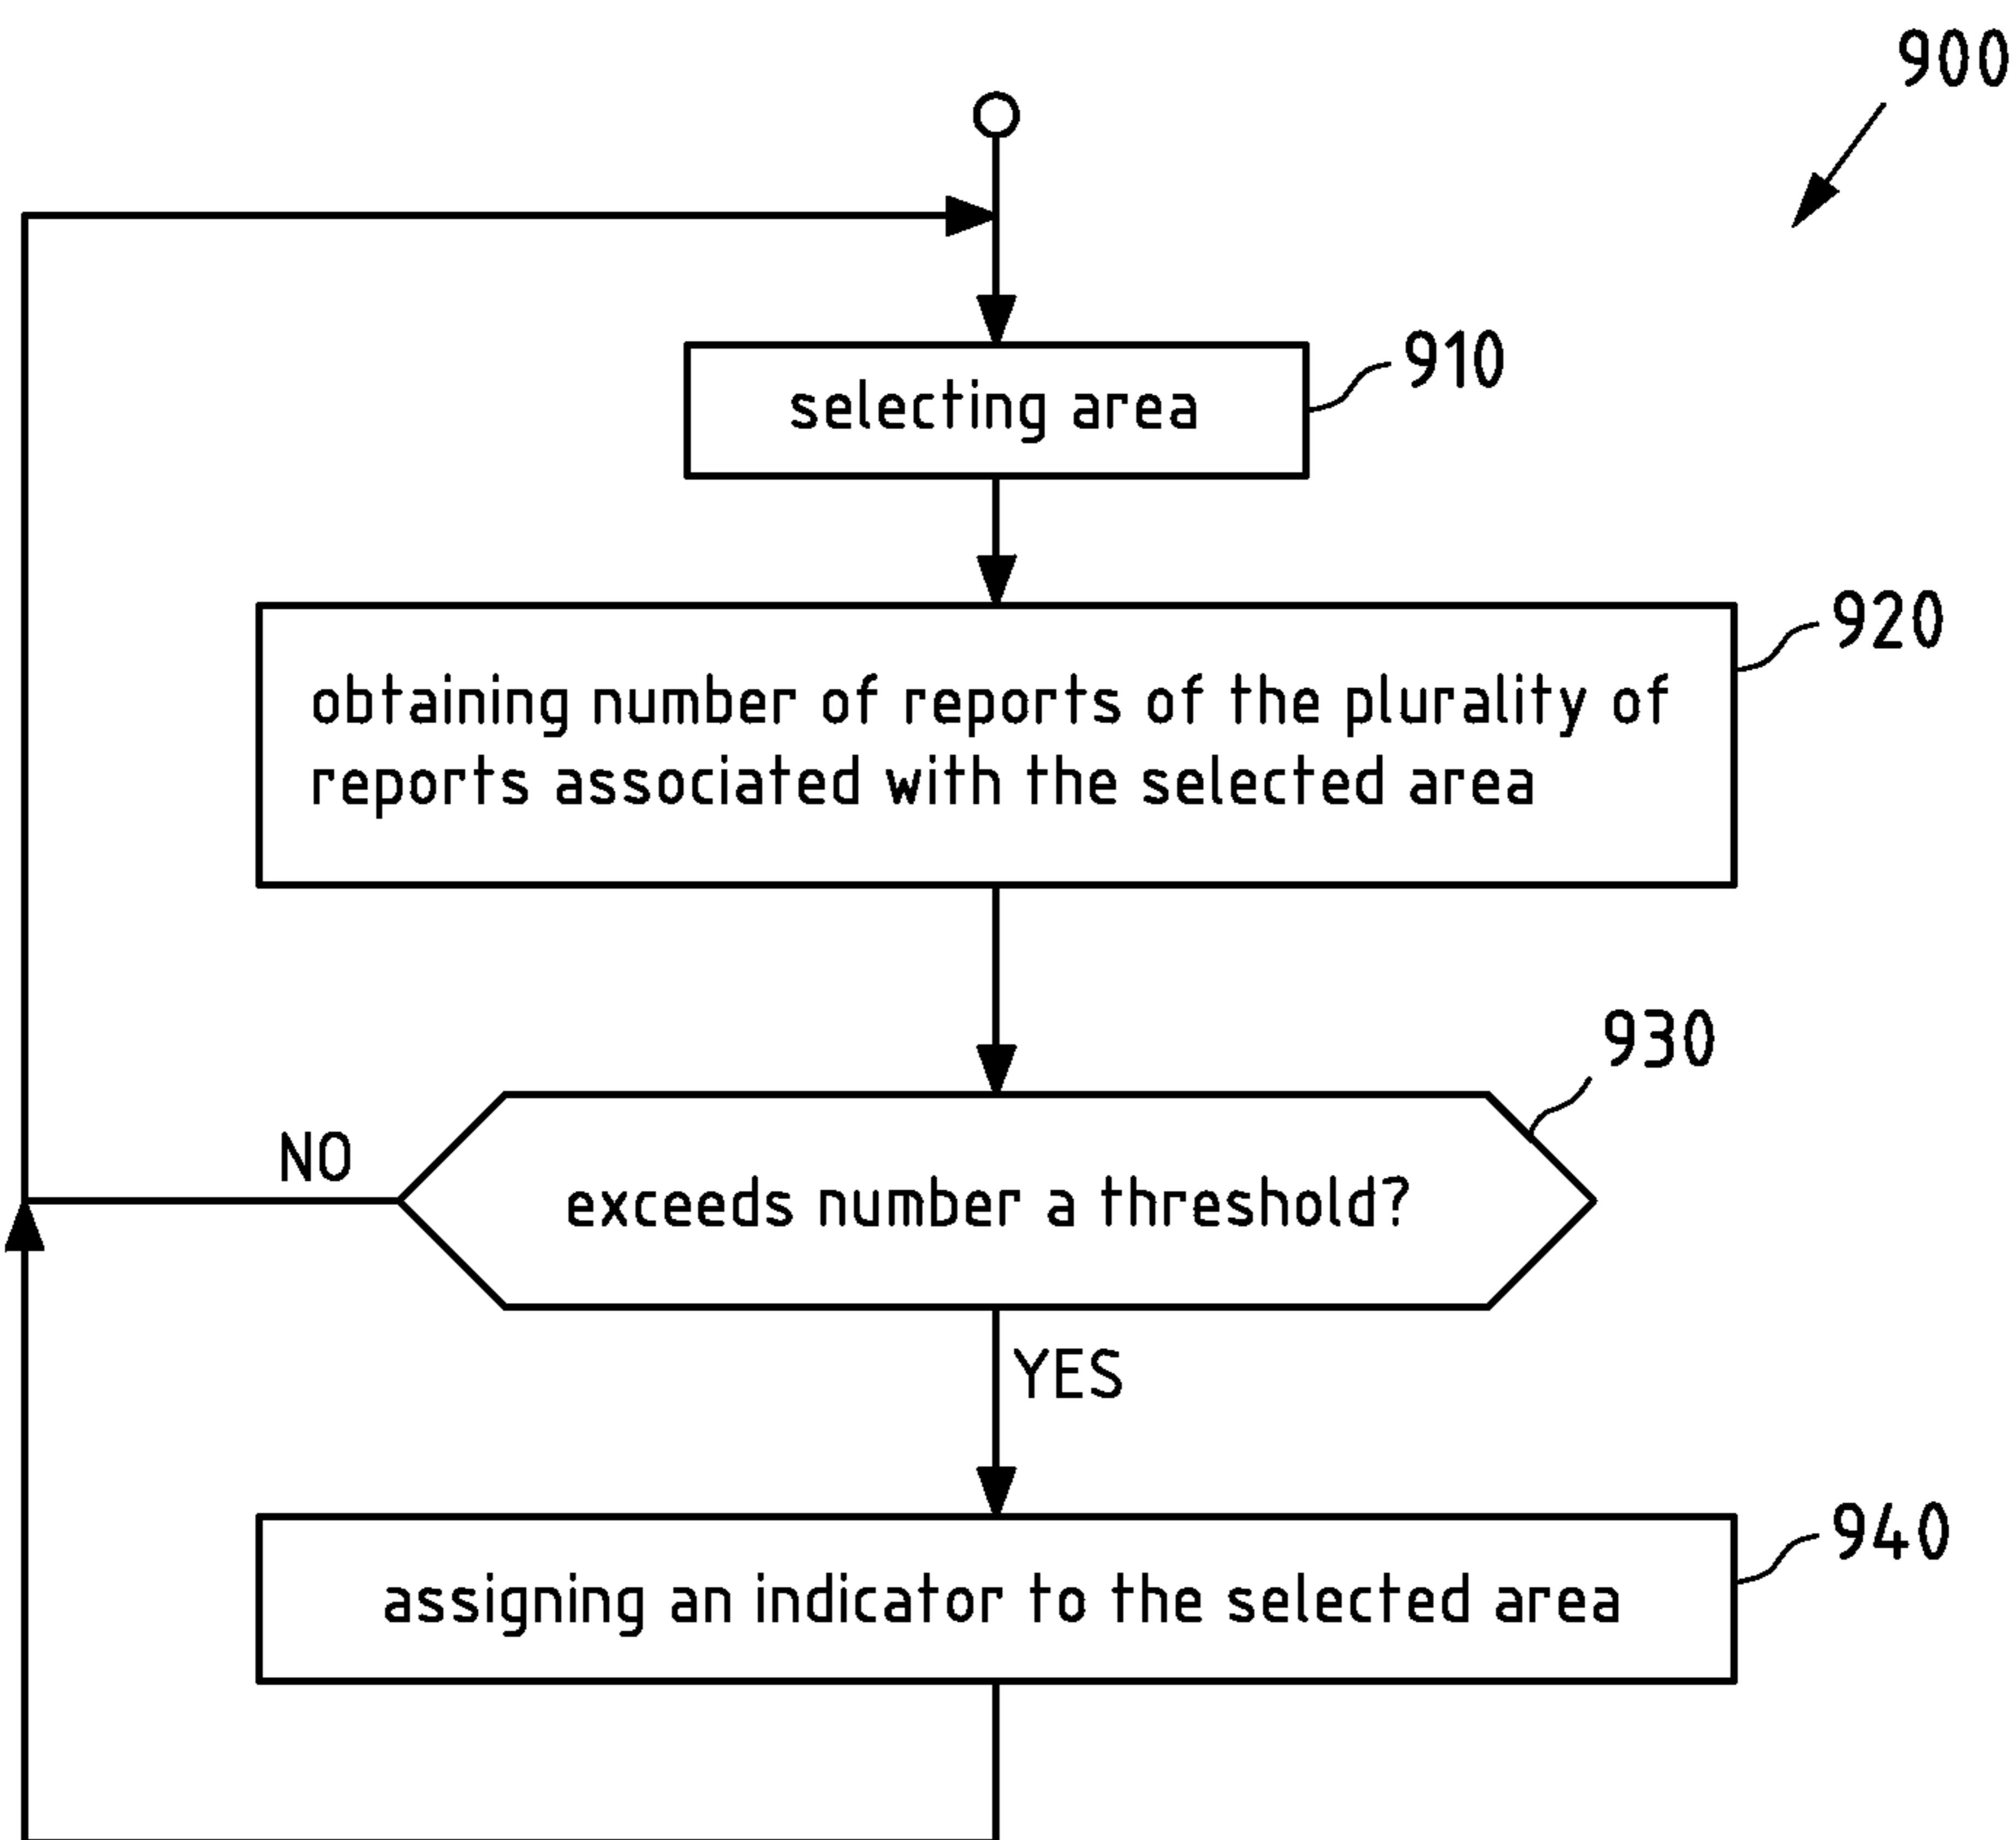 900
selecting area
910
920
obtaining number of reports of the plurality of
reports associated with the selected area
930
NO
exceeds number a threshold?
YES
940
assigning an indicator to the selected area